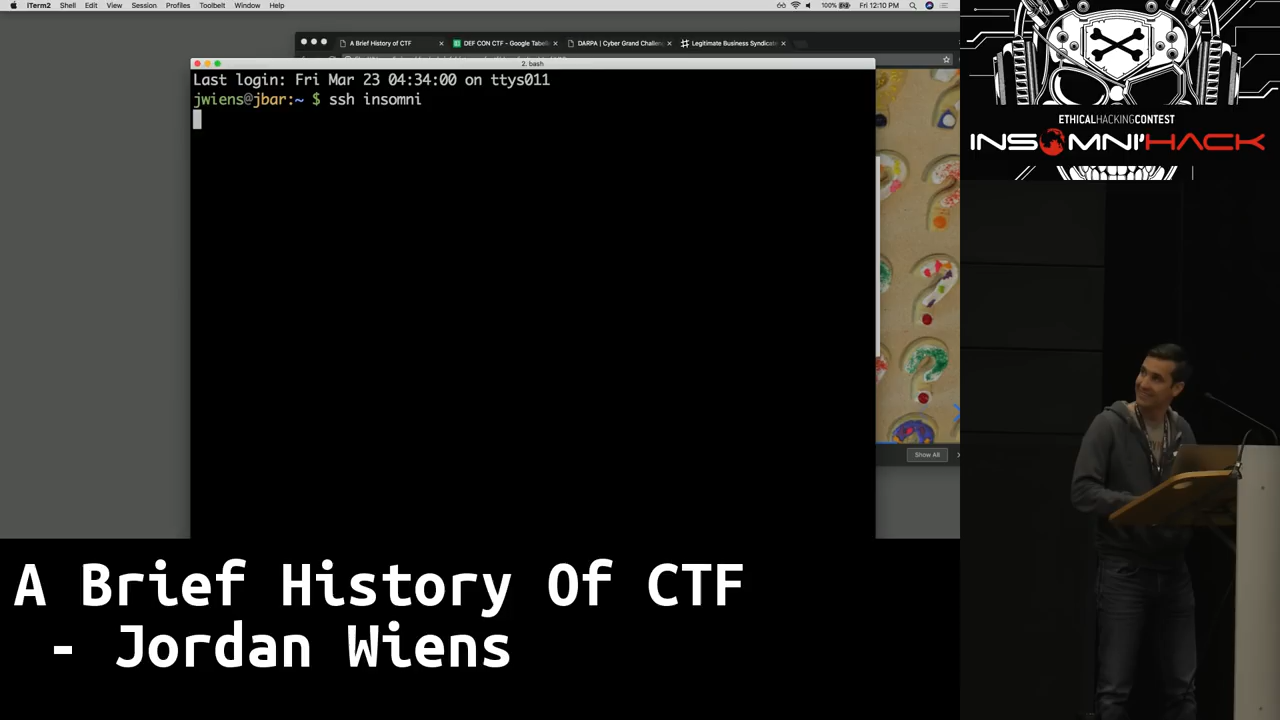 iTerm2 Shell Edit View Session Profiles Toolbelt Window Help
100% Fri 12:10 PM
A Brief History of CTF
DEF CON CTF - Google Tabell
DARPA | Cyber Grand Challen
Legitimate Business Syndicate
2. bash
Last login: Fri Mar 23 04:34:00 on ttys011
jwiens@jbar:~ $ ssh insomni
Show All
ETHICALHACKINGCONTEST
INSOMNI'HACK
A Brief History Of CTF
- Jordan Wiens